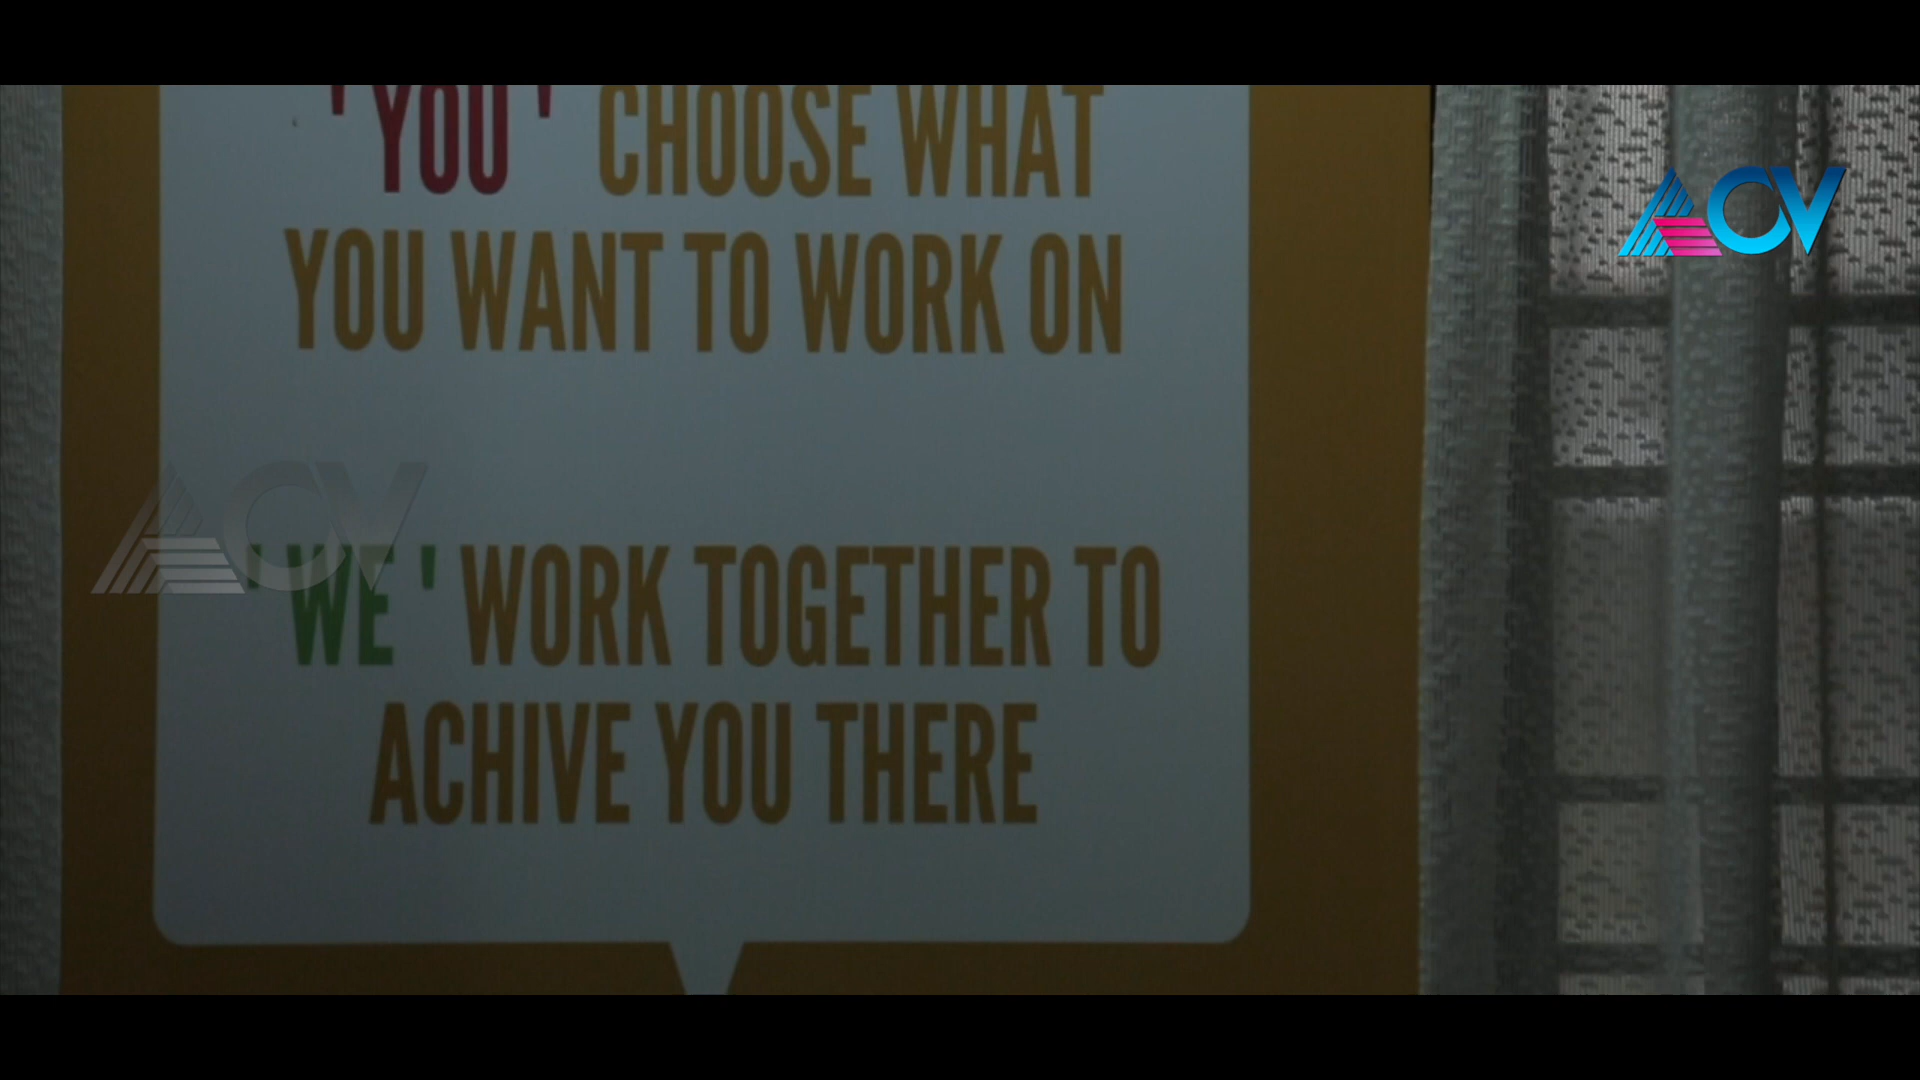 ' YOU ' CHOOSE WHAT
YOU WANT TO WORK ON
' WE ' WORK TOGETHER TO
ACHIVE YOU THERE
ACV
ACV